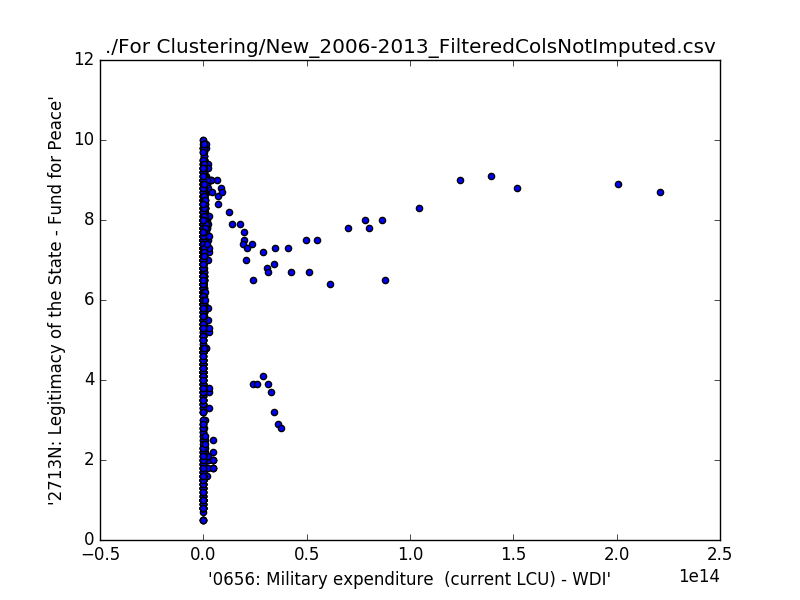 ./For Clustering/New_2006-2013_FilteredColsNotImputed.csv
12
10
8
6
4
2
0
'2713N: Legitimacy of the State - Fund for Peace'
−0.5 0.0 0.5 1.0 1.5 2.0 2.5
1e14
'0656: Military expenditure  (current LCU) - WDI'